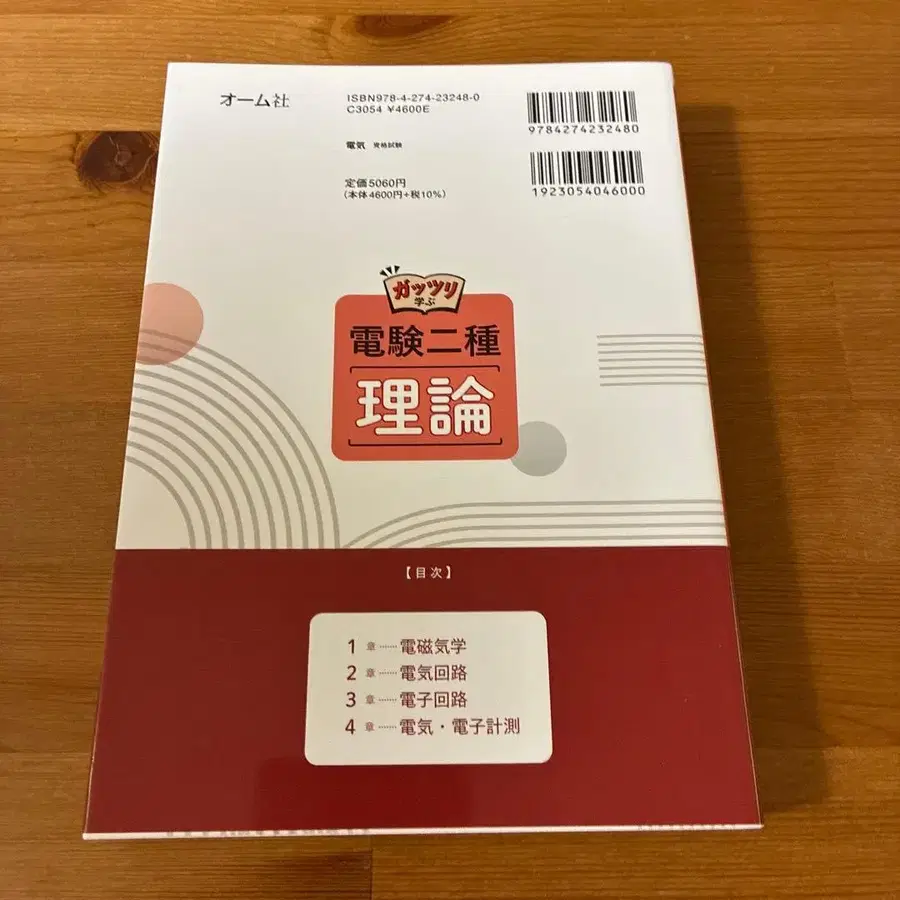 オーム社
ISBN978-4-274-23248-0
C3054 ¥4600E
電気 資格試験
定価5060円
(本体4600円+税10%)
9784274232480
1923054046000
ガッツリ
学ぶ
電験二種
理論
【目次】
1 章……電磁気学
2 章……電気回路
3 章……電子回路
4 章……電気・電子計測